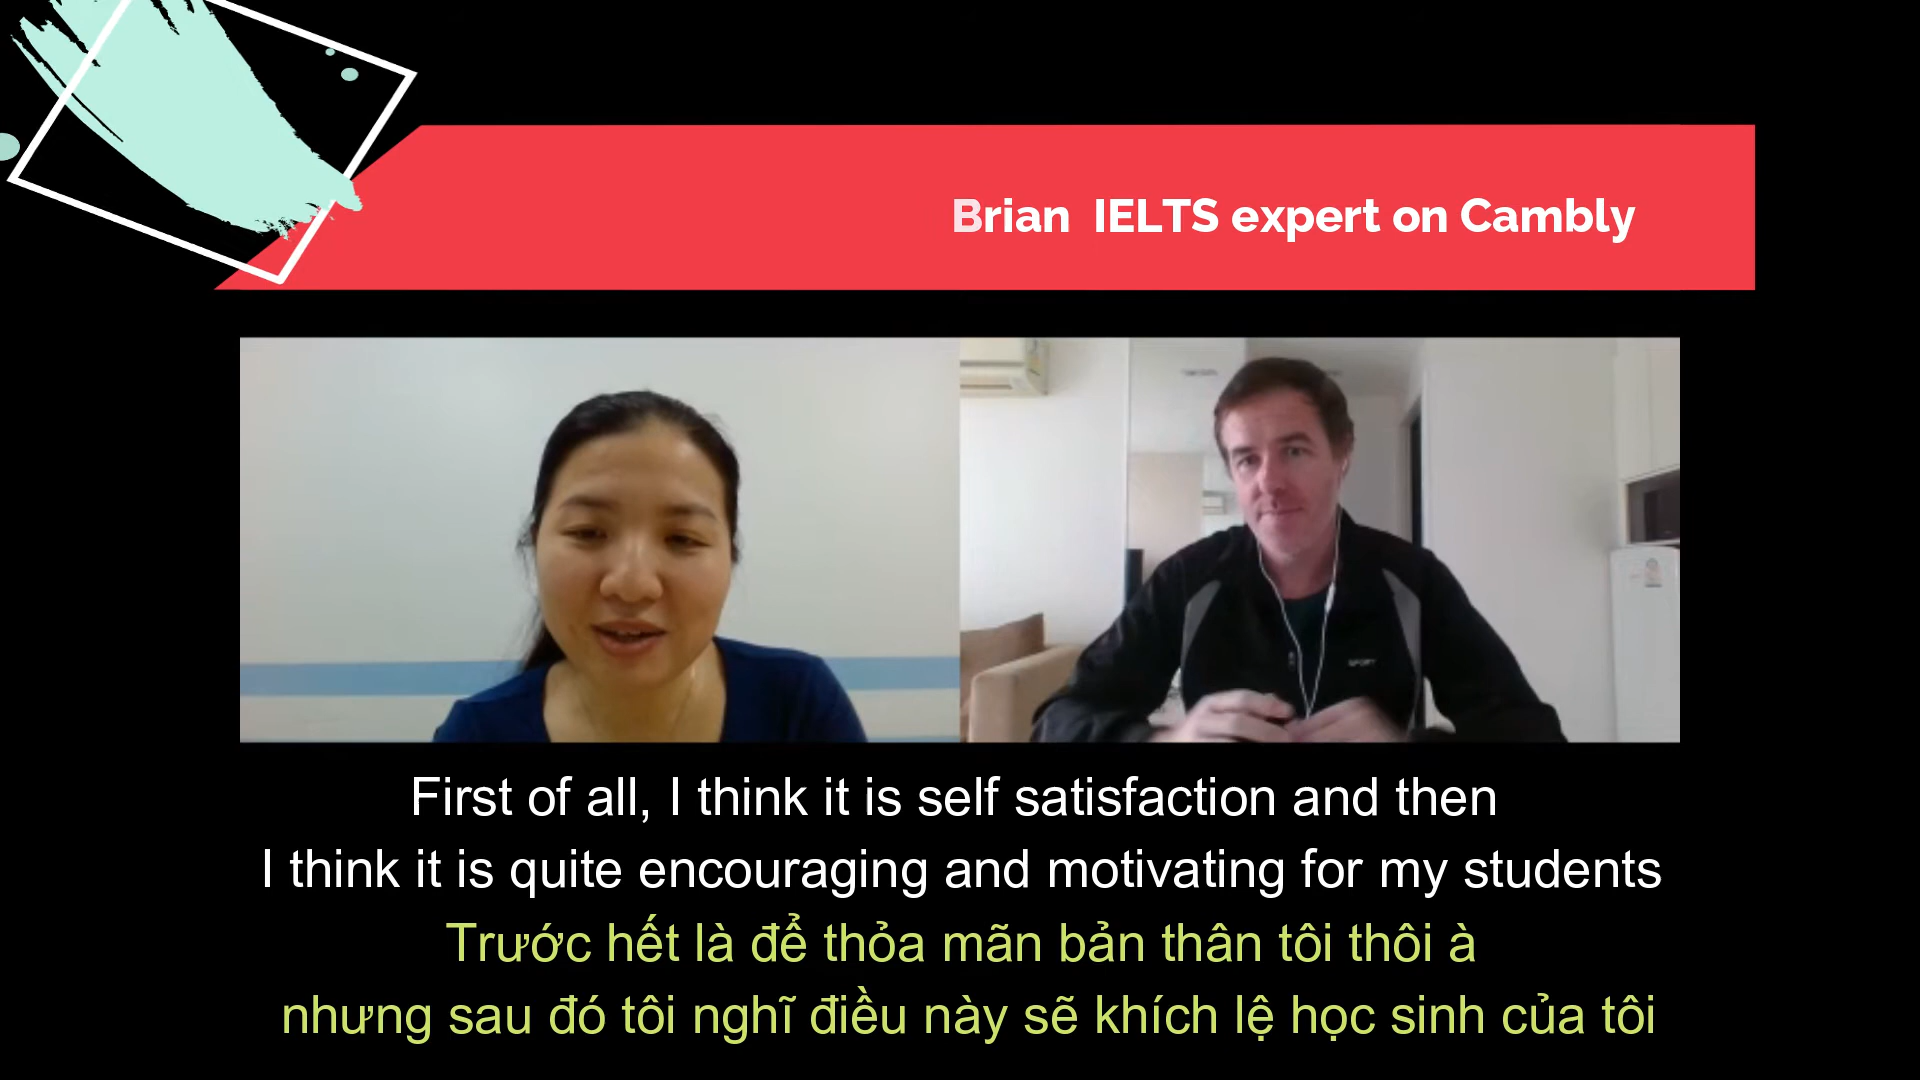 Brian IELTS expert on Cambly
SPORT
First of all, I think it is self satisfaction and then
I think it is quite encouraging and motivating for my students
Trước hết là để thỏa mãn bản thân tôi thôi à
nhưng sau đó tôi nghĩ điều này sẽ khích lệ học sinh của tôi